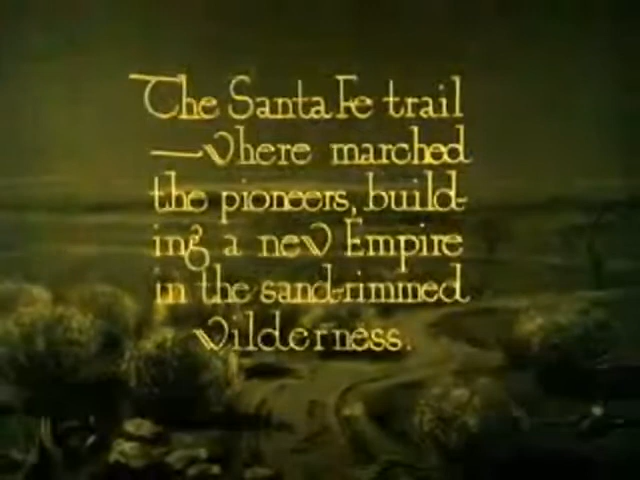 The Santa Fe trail
—where marched
the pioneers, build-
ing a new Empire
in the sand-rimmed
wilderness.